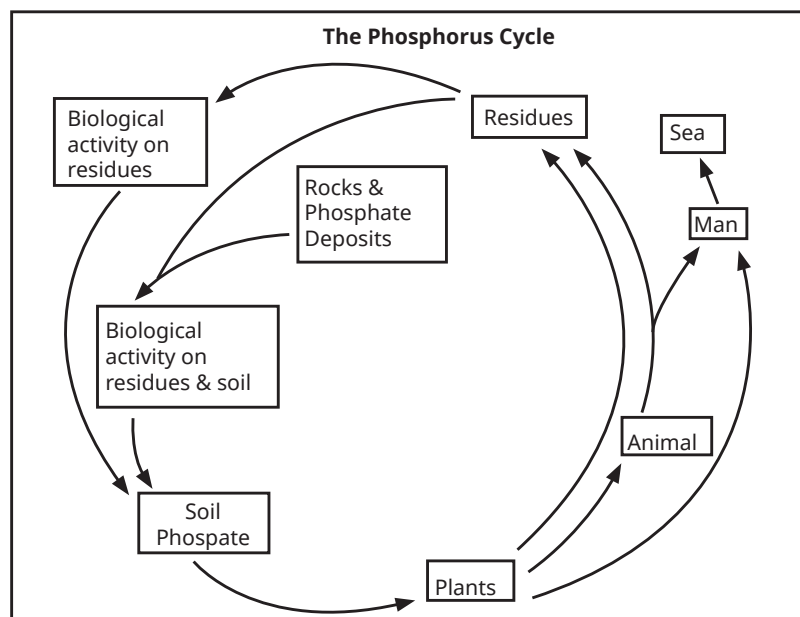 The Phosphorus Cycle
Biological
activity on
residues
Residues
Sea
Rocks &
Phosphate
Deposits
Man
Biological
activity on
residues & soil
Animal
Soil
Phospate
Plants